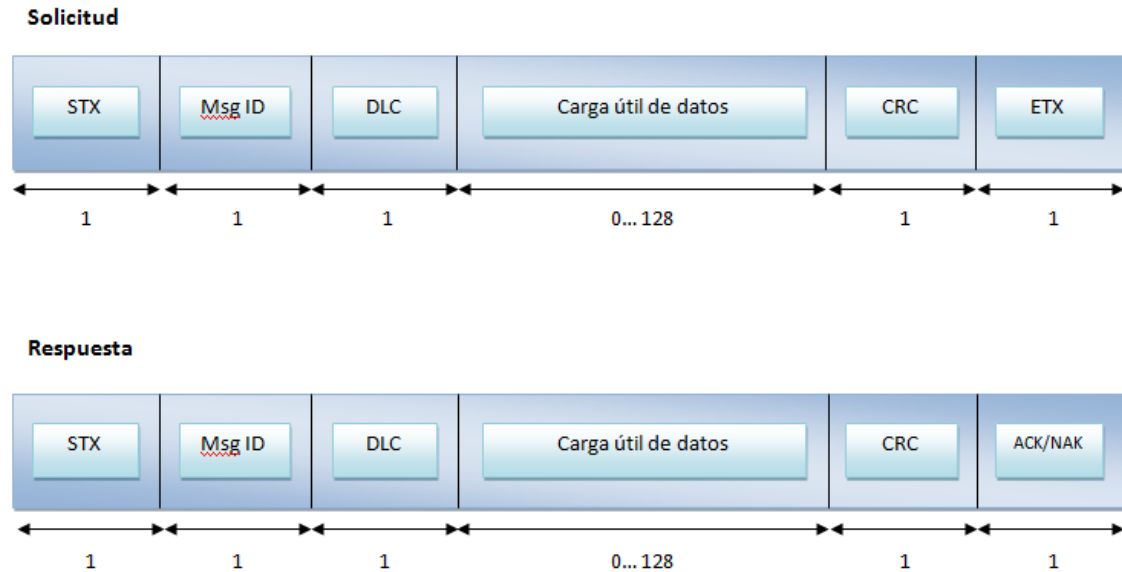 Solicitud
STX Msg ID DLC Carga útil de datos CRC ETX
1 1 1 0... 128 1 1
Respuesta
STX Msg ID DLC Carga útil de datos CRC ACK/NAK
1 1 1 0... 128 1 1